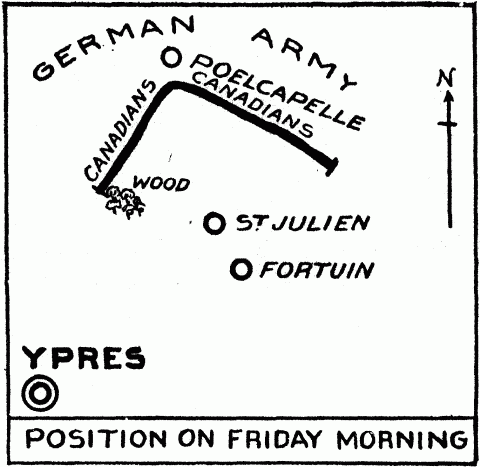 GERMAN ARMY
N
POELCAPELLE
CANADIANS
CANADIANS
WOOD
ST JULIEN
FORTUIN
YPRES
POSITION ON FRIDAY MORNING